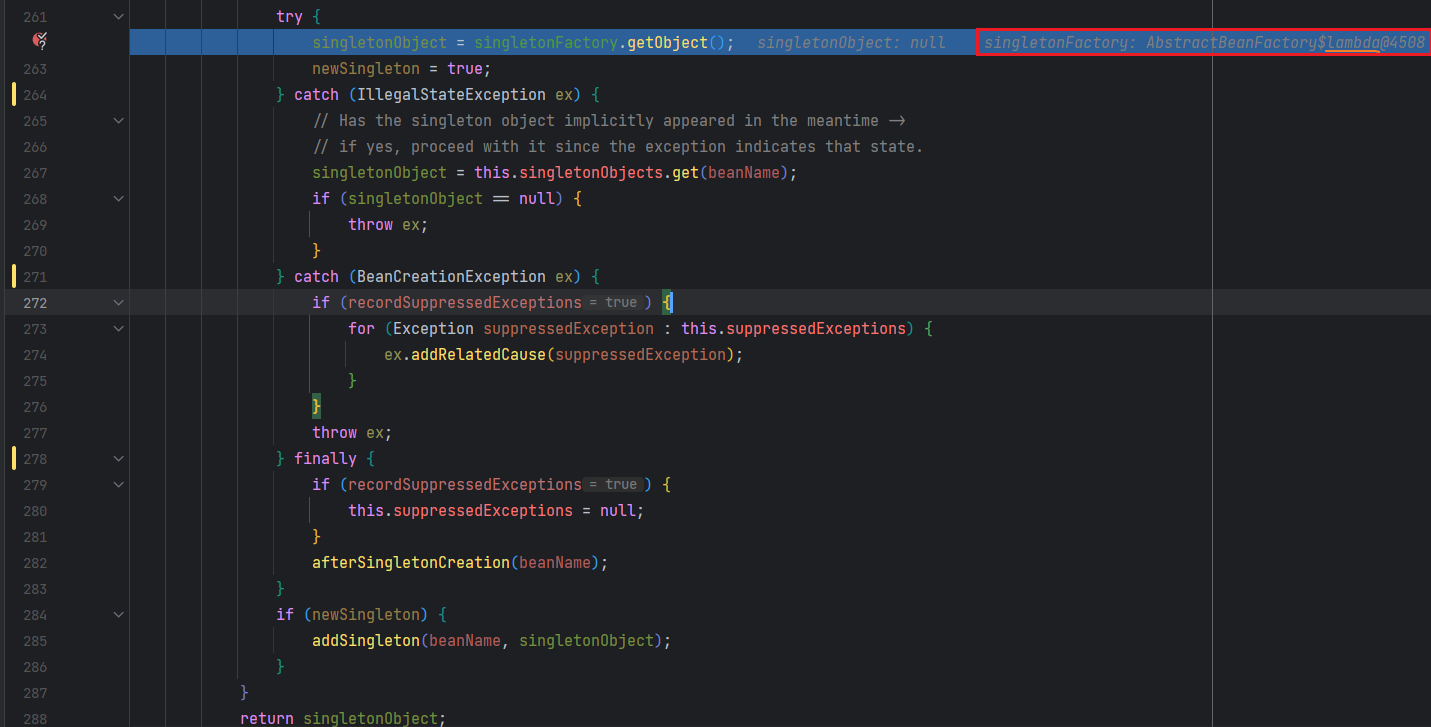 261 try {
singletonObject = singletonFactory.getObject(); singletonObject: null singletonFactory: AbstractBeanFactory$lambda@4508
263 newSingleton = true;
264 } catch (IllegalStateException ex) {
265 // Has the singleton object implicitly appeared in the meantime ->
266 // if yes, proceed with it since the exception indicates that state.
267 singletonObject = this.singletonObjects.get(beanName);
268 if (singletonObject == null) {
269 throw ex;
270 }
271 } catch (BeanCreationException ex) {
272 if (recordSuppressedExceptions = true ) {
273 for (Exception suppressedException : this.suppressedExceptions) {
274 ex.addRelatedCause(suppressedException);
275 }
276 }
277 throw ex;
278 } finally {
279 if (recordSuppressedExceptions = true ) {
280 this.suppressedExceptions = null;
281 }
282 afterSingletonCreation(beanName);
283 }
284 if (newSingleton) {
285 addSingleton(beanName, singletonObject);
286 }
287 }
288 return singletonObject;